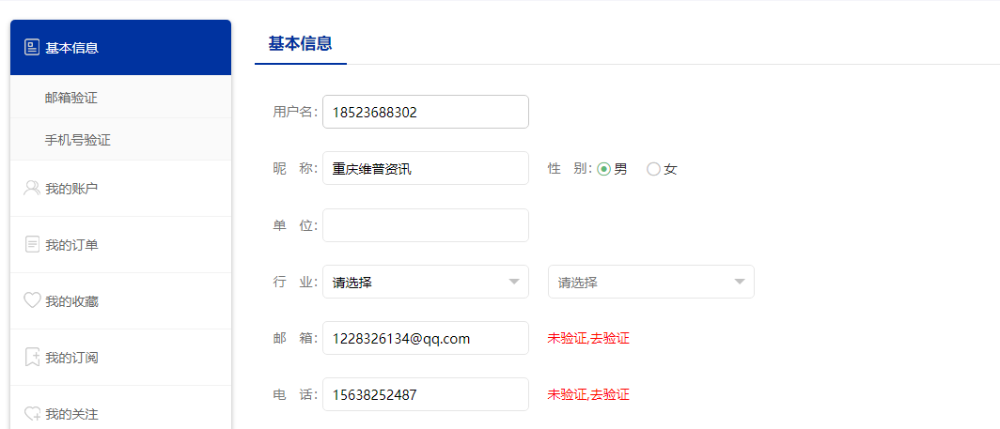 基本信息
邮箱验证
手机号验证
我的账户
我的订单
我的收藏
我的订阅
我的关注
基本信息
用户名: 18523688302
昵 称: 重庆维普资讯 性 别: 男 女
单 位:
行 业: 请选择 请选择
邮 箱: 1228326134@qq.com 未验证,去验证
电 话: 15638252487 未验证,去验证